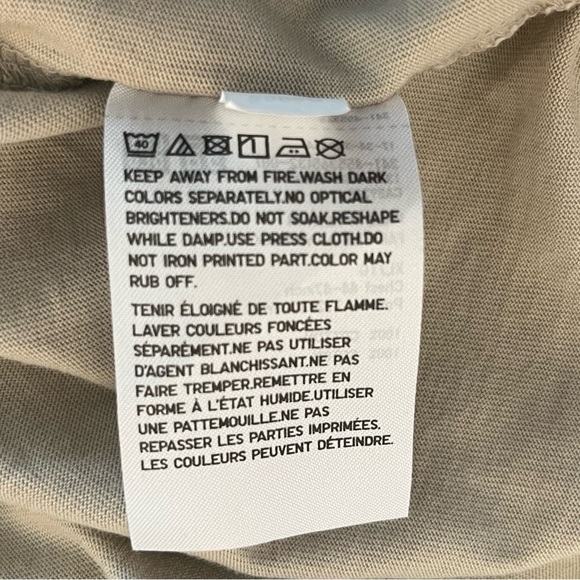 40
KEEP AWAY FROM FIRE.WASH DARK
COLORS SEPARATELY.NO OPTICAL
BRIGHTENERS.DO NOT SOAK.RESHAPE
WHILE DAMP.USE PRESS CLOTH.DO
NOT IRON PRINTED PART.COLOR MAY
RUB OFF.
TENIR ÉLOIGNÉ DE TOUTE FLAMME.
LAVER COULEURS FONCÉES
SÉPARÉMENT.NE PAS UTILISER
D'AGENT BLANCHISSANT.NE PAS
FAIRE TREMPER.REMETTRE EN
FORME À L'ÉTAT HUMIDE.UTILISER
UNE PATTEMOUILLE.NE PAS
REPASSER LES PARTIES IMPRIMÉES.
LES COULEURS PEUVENT DÉTEINDRE.